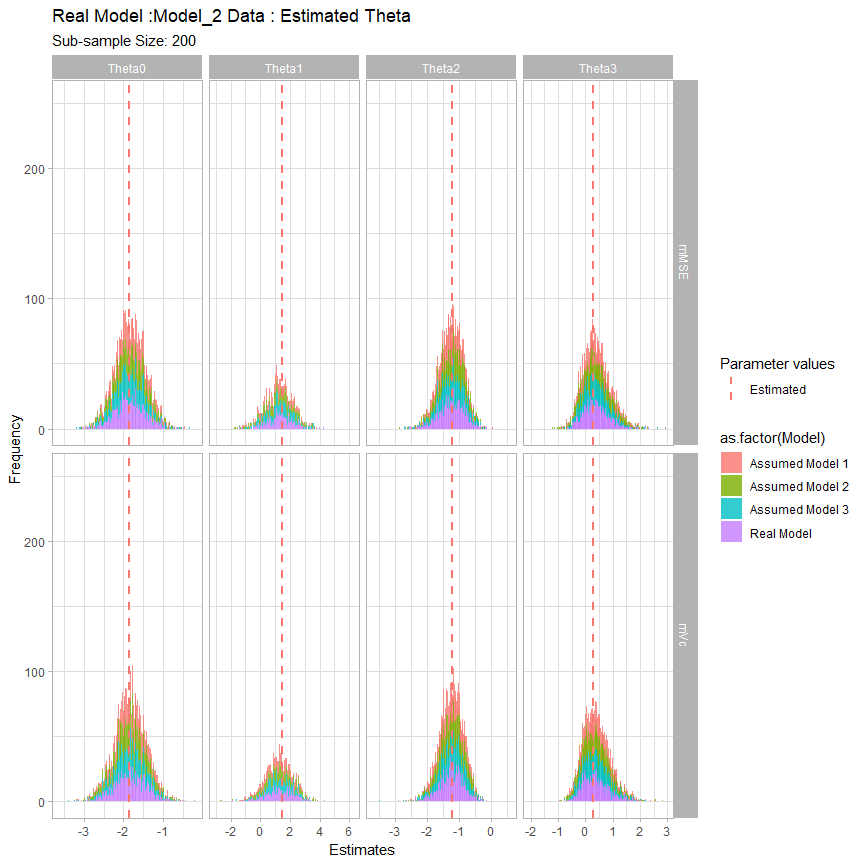 Real Model :Model_2 Data : Estimated Theta
Sub-sample Size: 200
Theta0 Theta1 Theta2 Theta3
200
100
0
mMSE
200
100
0
mVc
Frequency
-3 -2 -1 0 2 4 6 -3 -2 -1 0 -2 -1 0 1 2 3
-2
Estimates
Parameter values
Estimated
as.factor(Model)
Assumed Model 1
Assumed Model 2
Assumed Model 3
Real Model